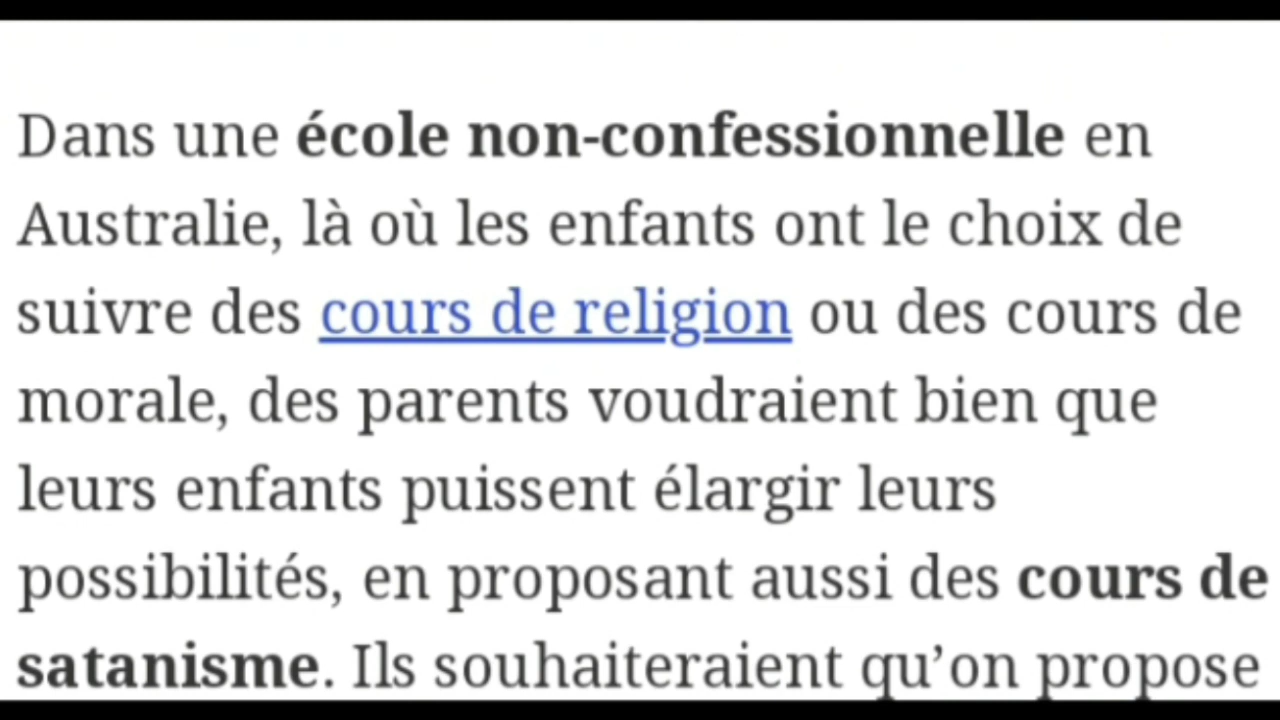 Dans une école non-confessionnelle en
Australie, là où les enfants ont le choix de
suivre des cours de religion ou des cours de
morale, des parents voudraient bien que
leurs enfants puissent élargir leurs
possibilités, en proposant aussi des cours de
satanisme. Ils souhaiteraient qu’on propose